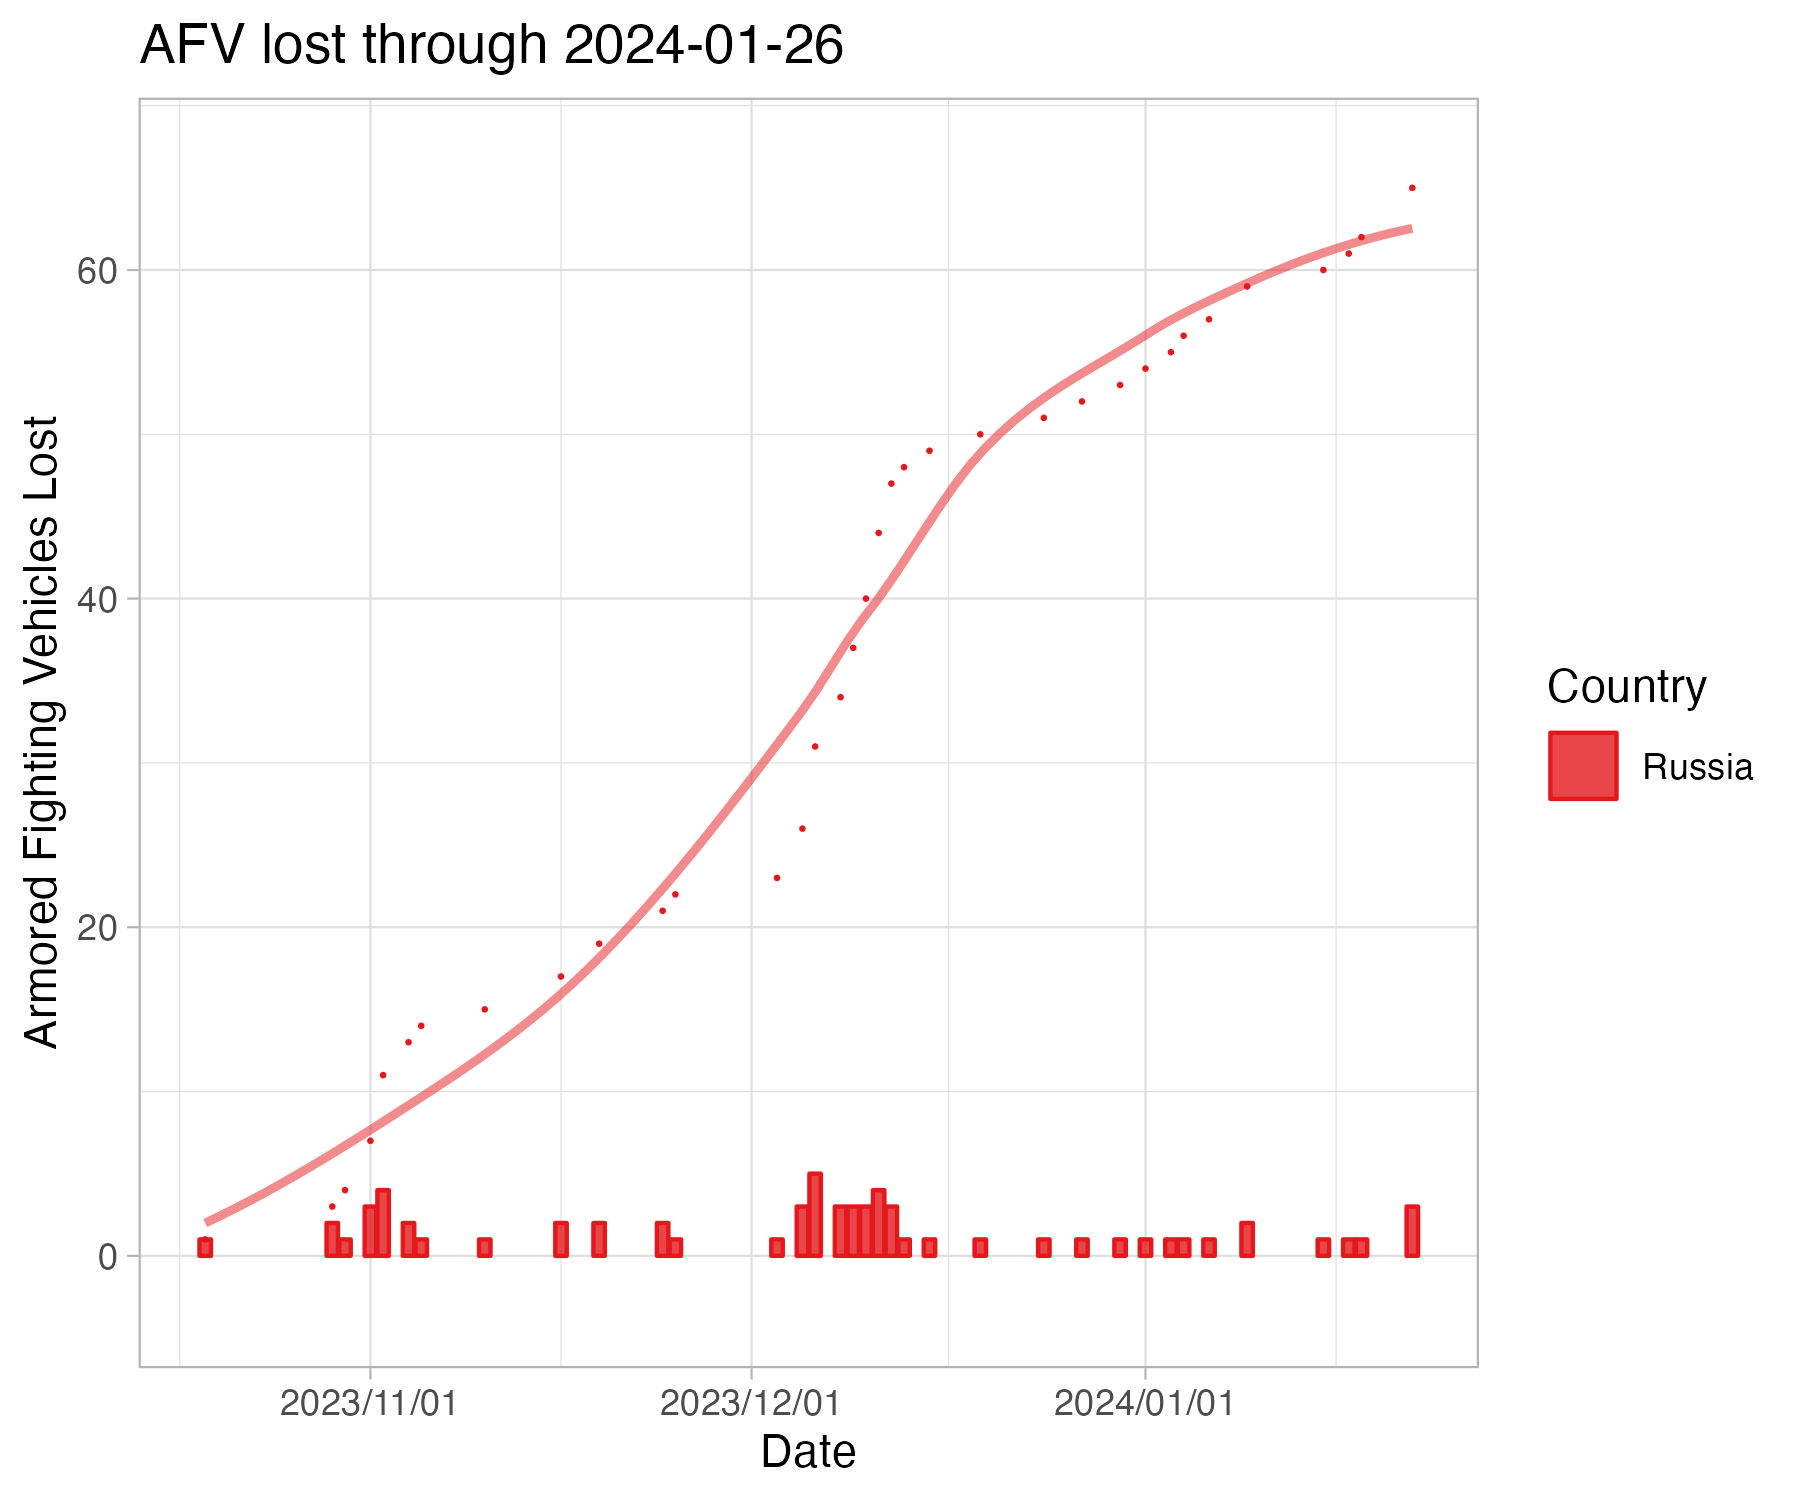 AFV lost through 2024-01-26
Armored Fighting Vehicles Lost
60
40
20
0
2023/11/01
2023/12/01
2024/01/01
Date
Country
Russia